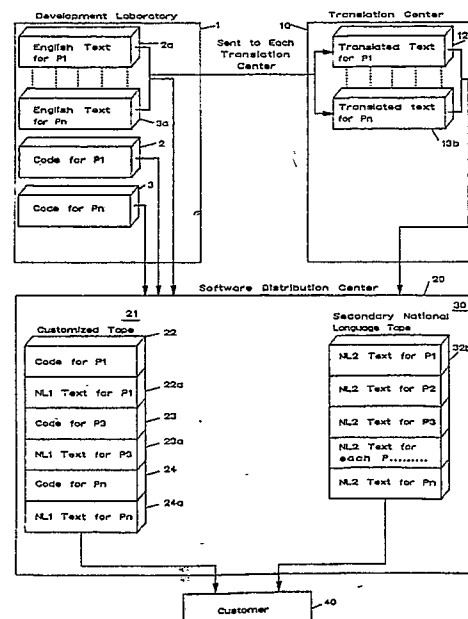 Development Laboratory
1
10
Translation Center
English Text
for P1
2a
Sent to Each
Translation
Center
Translated Text
for P1
12
English Text
for Pn
3a
Translated text
for Pn
13b
2
Code for P1
3
Code for Pn
Software Distribution Center
20
21
Customized Tape
22
Code for P1
NL1 Text for P1
22a
Code for P3
23
NL1 Text for P3
23a
Code for Pn
24
NL1 Text for Pn
24a
30
Secondary National
Language Tape
NL2 Text for P1
NL2 Text for P2
NL2 Text for P3
NL2 Text for
each P.........
NL2 Text for Pn
Customer
40